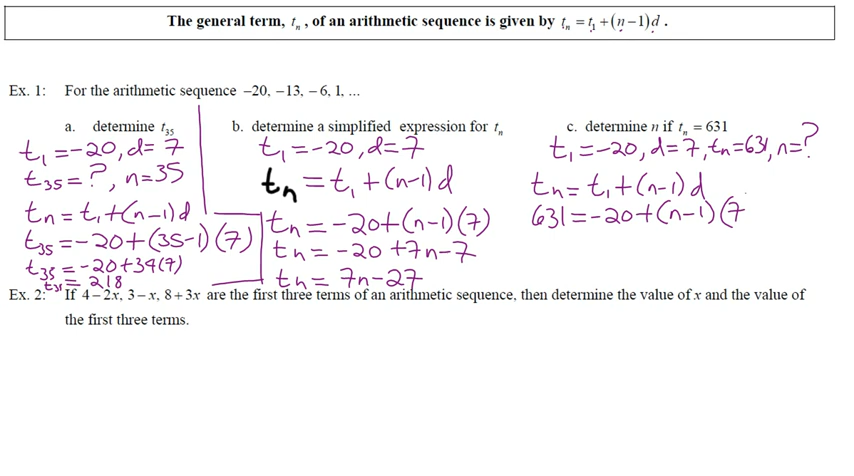 The general term, tₙ, of an arithmetic sequence is given by tₙ = t₁ + (n − 1)d .
Ex. 1: For the arithmetic sequence −20, −13, −6, 1, ...
a. determine t₃₅
t₁ = −20, d = 7
t₃₅ = ? , n = 35
tₙ = t₁ + (n − 1)d
t₃₅ = −20 + (35 − 1)(7)
t₃₅ = −20 + 34(7)
t₃₅ = 218
b. determine a simplified expression for tₙ
t₁ = −20, d = 7
tₙ = t₁ + (n − 1)d
tₙ = −20 + (n − 1)(7)
tₙ = −20 + 7n − 7
tₙ = 7n − 27
c. determine n if tₙ = 631
t₁ = −20, d = 7, tₙ = 631, n = ?
tₙ = t₁ + (n − 1)d
631 = −20 + (n − 1)(7
Ex. 2: If 4 − 2x, 3 − x, 8 + 3x are the first three terms of an arithmetic sequence, then determine the value of x and the value of
the first three terms.